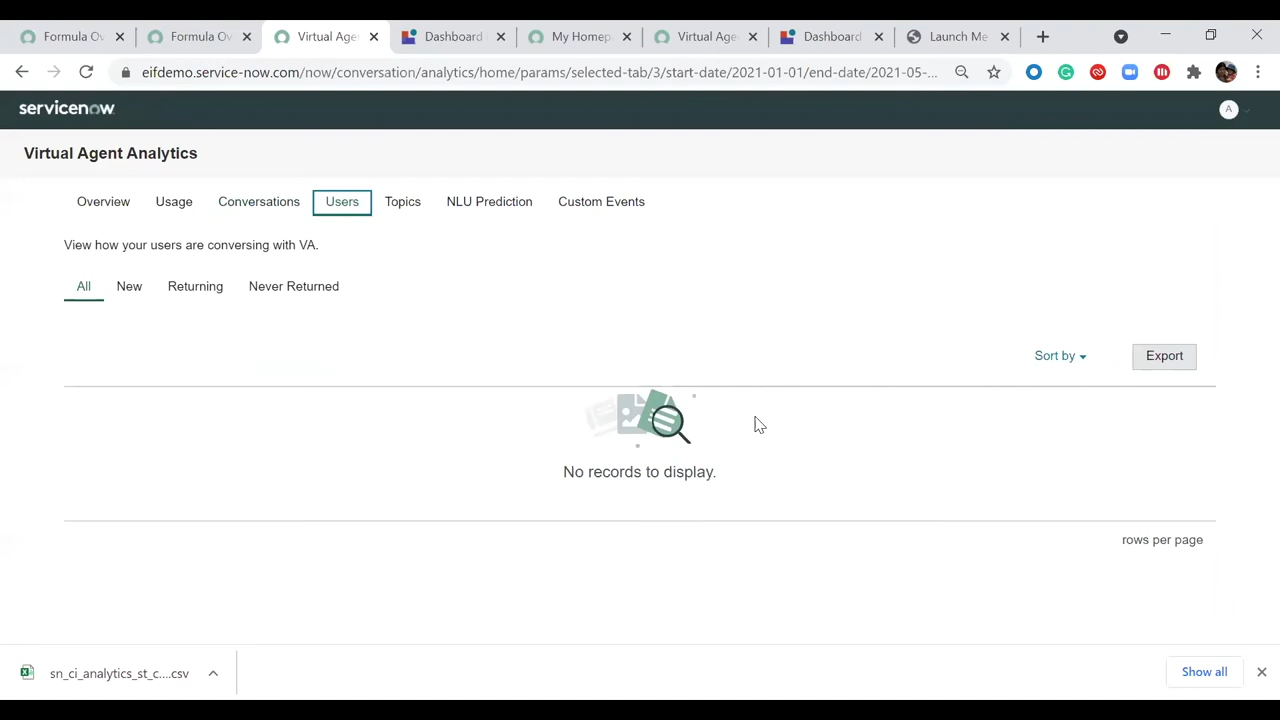 Formula Ov
Formula Ov
Virtual Age
Dashboard
My Homep
Virtual Age
Dashboard
Launch Me
eifdemo.service-now.com/now/conversation/analytics/home/params/selected-tab/3/start-date/2021-01-01/end-date/2021-05-...
servicenow
A
Virtual Agent Analytics
Overview
Usage
Conversations
Users
Topics
NLU Prediction
Custom Events
View how your users are conversing with VA.
All
New
Returning
Never Returned
Sort by
Export
No records to display.
rows per page
sn_ci_analytics_st_c....csv
Show all